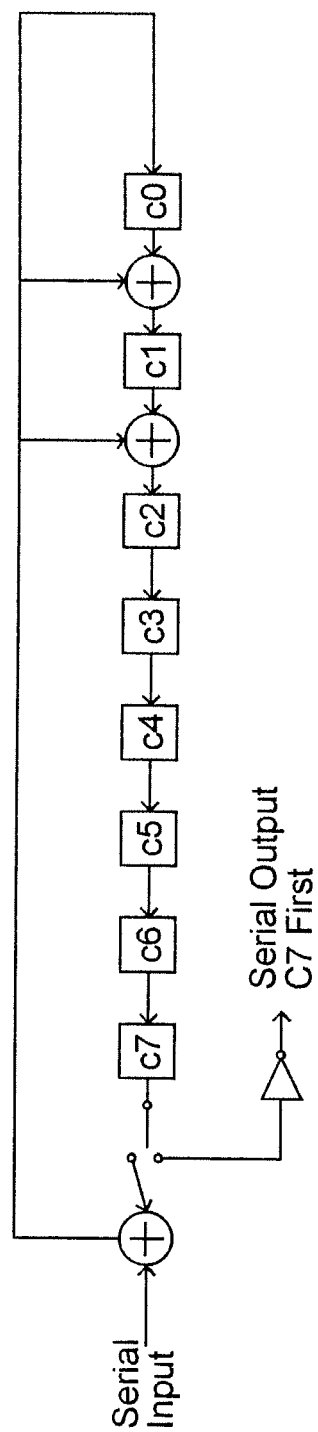 Serial
Input
c7
c6
c5
c4
c3
c2
c1
c0
Serial Output
C7 First